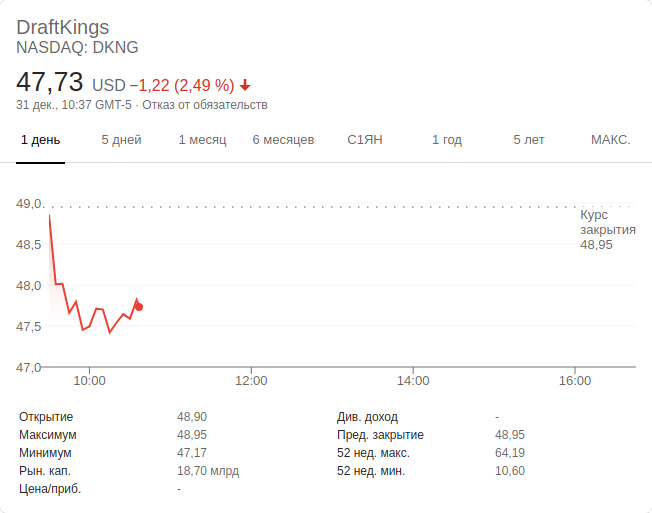 DraftKings
NASDAQ: DKNG
47,73 USD −1,22 (2,49 %)
31 дек., 10:37 GMT-5 · Отказ от обязательств
1 день 5 дней 1 месяц 6 месяцев С1ЯН 1 год 5 лет МАКС.
49,0
Курс
закрытия
48,95
48,5
48,0
47,5
47,0
10:00 12:00 14:00 16:00
Открытие 48,90 Див. доход -
Максимум 48,95 Пред. закрытие 48,95
Минимум 47,17 52 нед. макс. 64,19
Рын. кап. 18,70 млрд 52 нед. мин. 10,60
Цена/приб. -